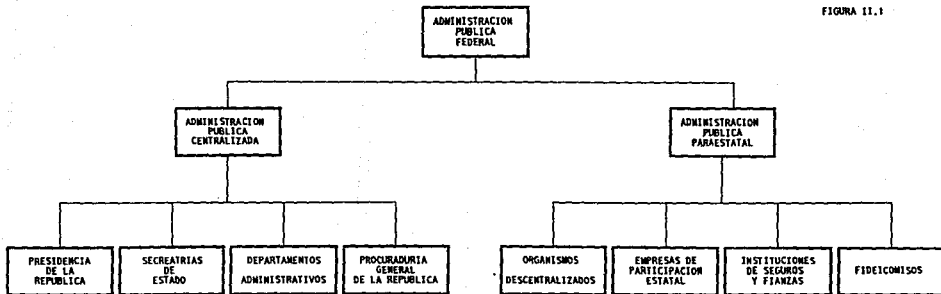 FIGURA II.1
ADMINISTRACION
PUBLICA
FEDERAL
ADMINISTRACION
PUBLICA
CENTRALIZADA
ADMINISTRACION
PUBLICA
PARAESTATAL
PRESIDENCIA
DE LA
REPUBLICA
SECREATRIAS
DE
ESTADO
DEPARTAMENTOS
ADMINISTRATIVOS
PROCURADURIA
GENERAL
DE LA REPUBLICA
ORGANISMOS
DESCENTRALIZADOS
EMPRESAS DE
PARTICIPACION
ESTATAL
INSTITUCIONES
DE SEGUROS
Y FIANZAS
FIDEICOMISOS